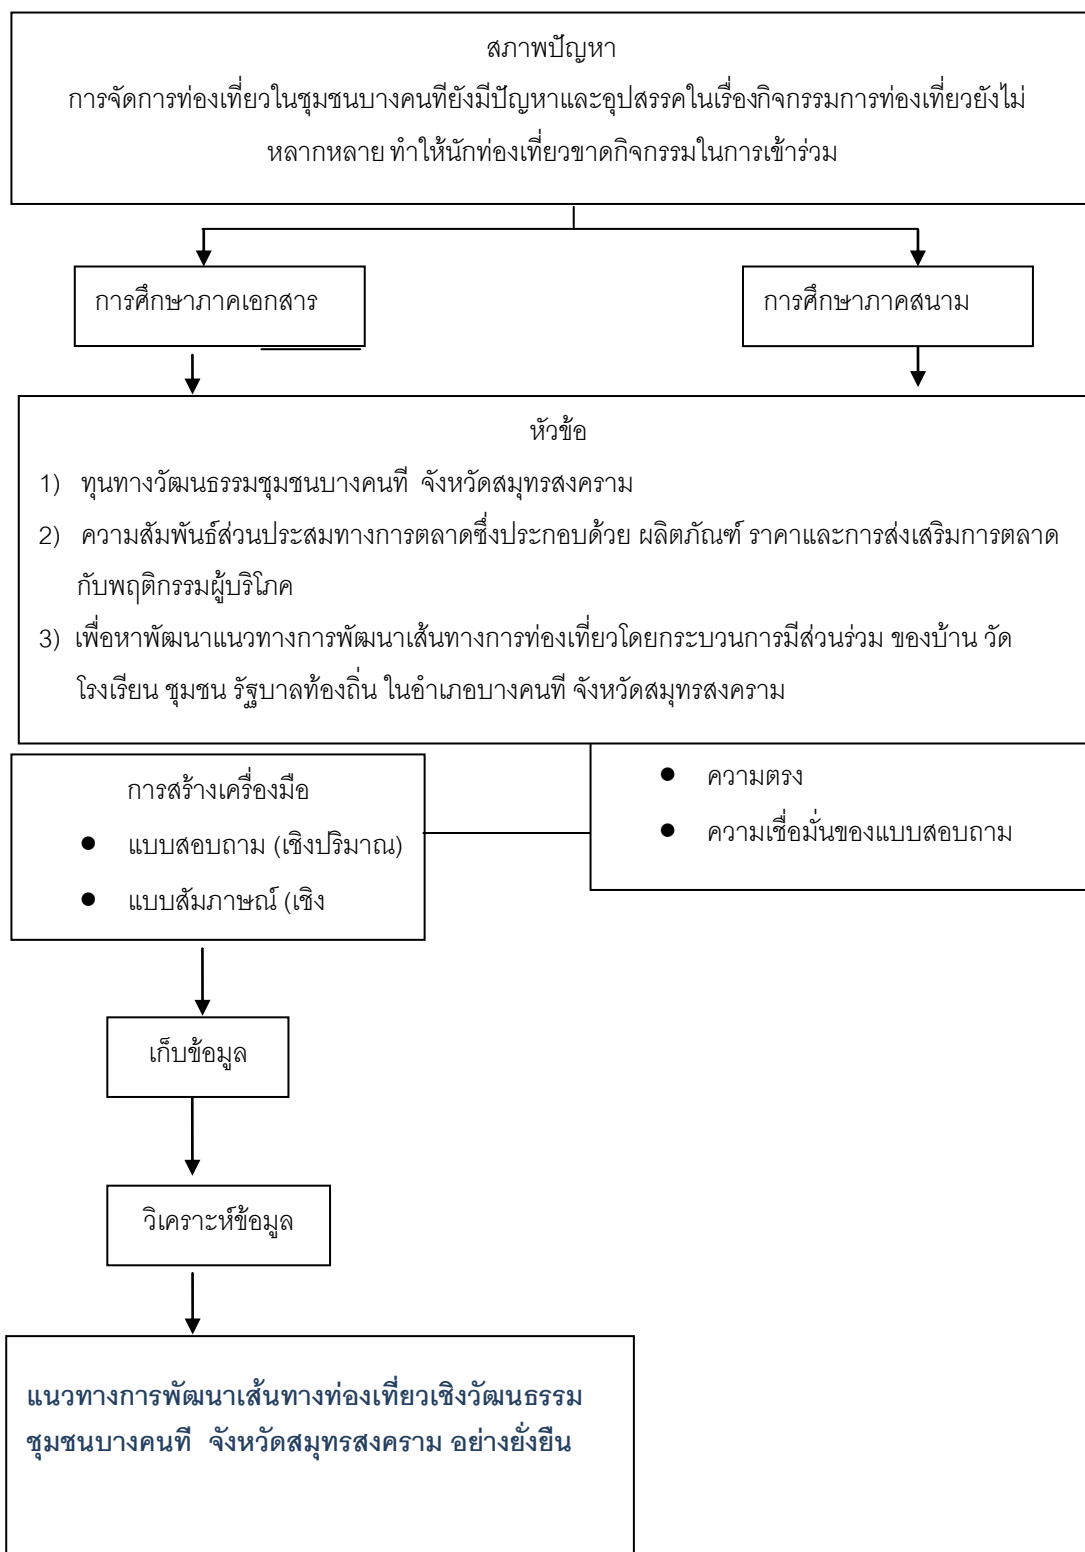 สภาพปัญหา
การจัดการท่องเที่ยวในชุมชนบางคนทียังมีปัญหาและอุปสรรคในเรื่องกิจกรรมการท่องเที่ยวยังไม่
หลากหลาย ทำให้นักท่องเที่ยวขาดกิจกรรมในการเข้าร่วม
การศึกษาภาคเอกสาร
การศึกษาภาคสนาม
หัวข้อ
1) ทุนทางวัฒนธรรมชุมชนบางคนที จังหวัดสมุทรสงคราม
2) ความสัมพันธ์ส่วนประสมทางการตลาดซึ่งประกอบด้วย ผลิตภัณฑ์ ราคาและการส่งเสริมการตลาด
กับพฤติกรรมผู้บริโภค
3) เพื่อหาพัฒนาแนวทางการพัฒนาเส้นทางการท่องเที่ยวโดยกระบวนการมีส่วนร่วม ของบ้าน วัด
โรงเรียน ชุมชน รัฐบาลท้องถิ่น ในอำเภอบางคนที จังหวัดสมุทรสงคราม
การสร้างเครื่องมือ
● แบบสอบถาม (เชิงปริมาณ)
● แบบสัมภาษณ์ (เชิง
● ความตรง
● ความเชื่อมั่นของแบบสอบถาม
เก็บข้อมูล
วิเคราะห์ข้อมูล
แนวทางการพัฒนาเส้นทางท่องเที่ยวเชิงวัฒนธรรม
ชุมชนบางคนที จังหวัดสมุทรสงคราม อย่างยั่งยืน